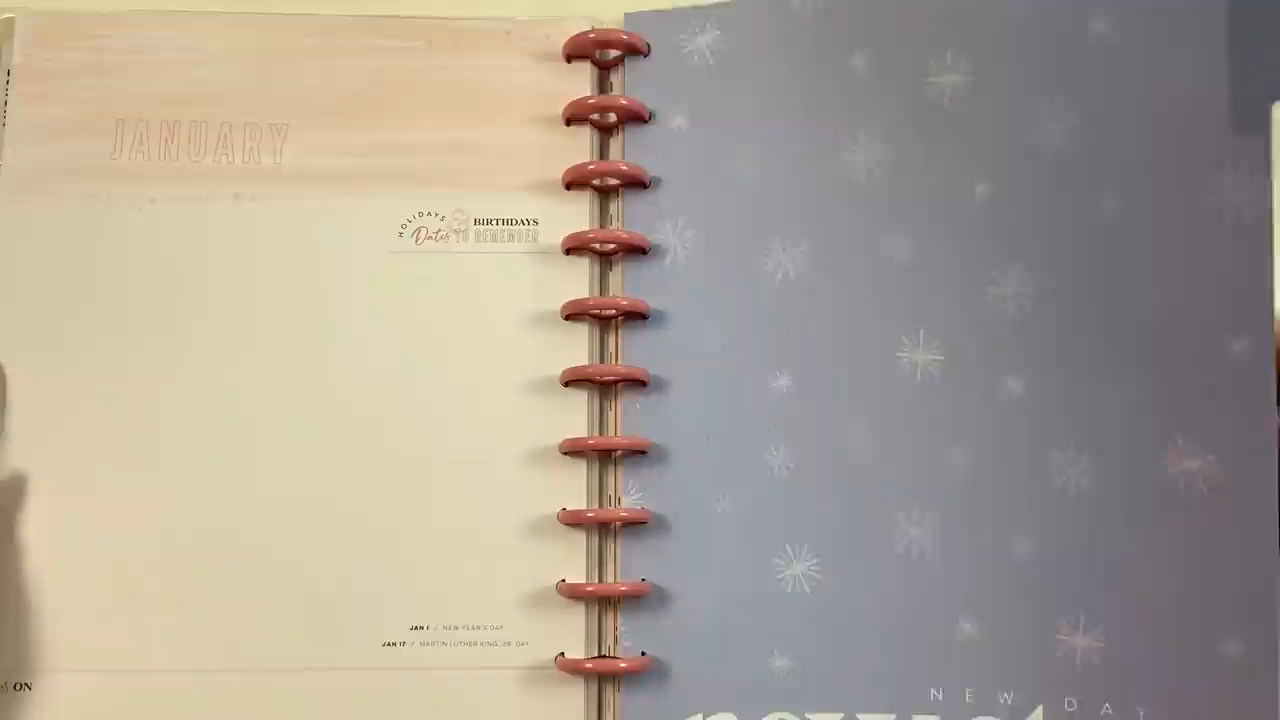 JANUARY
HOLIDAYS
Dates & BIRTHDAYS
TO REMEMBER
JAN 1 // NEW YEAR'S DAY
JAN 17 // MARTIN LUTHER KING, JR. DAY
ON
NEW DAY